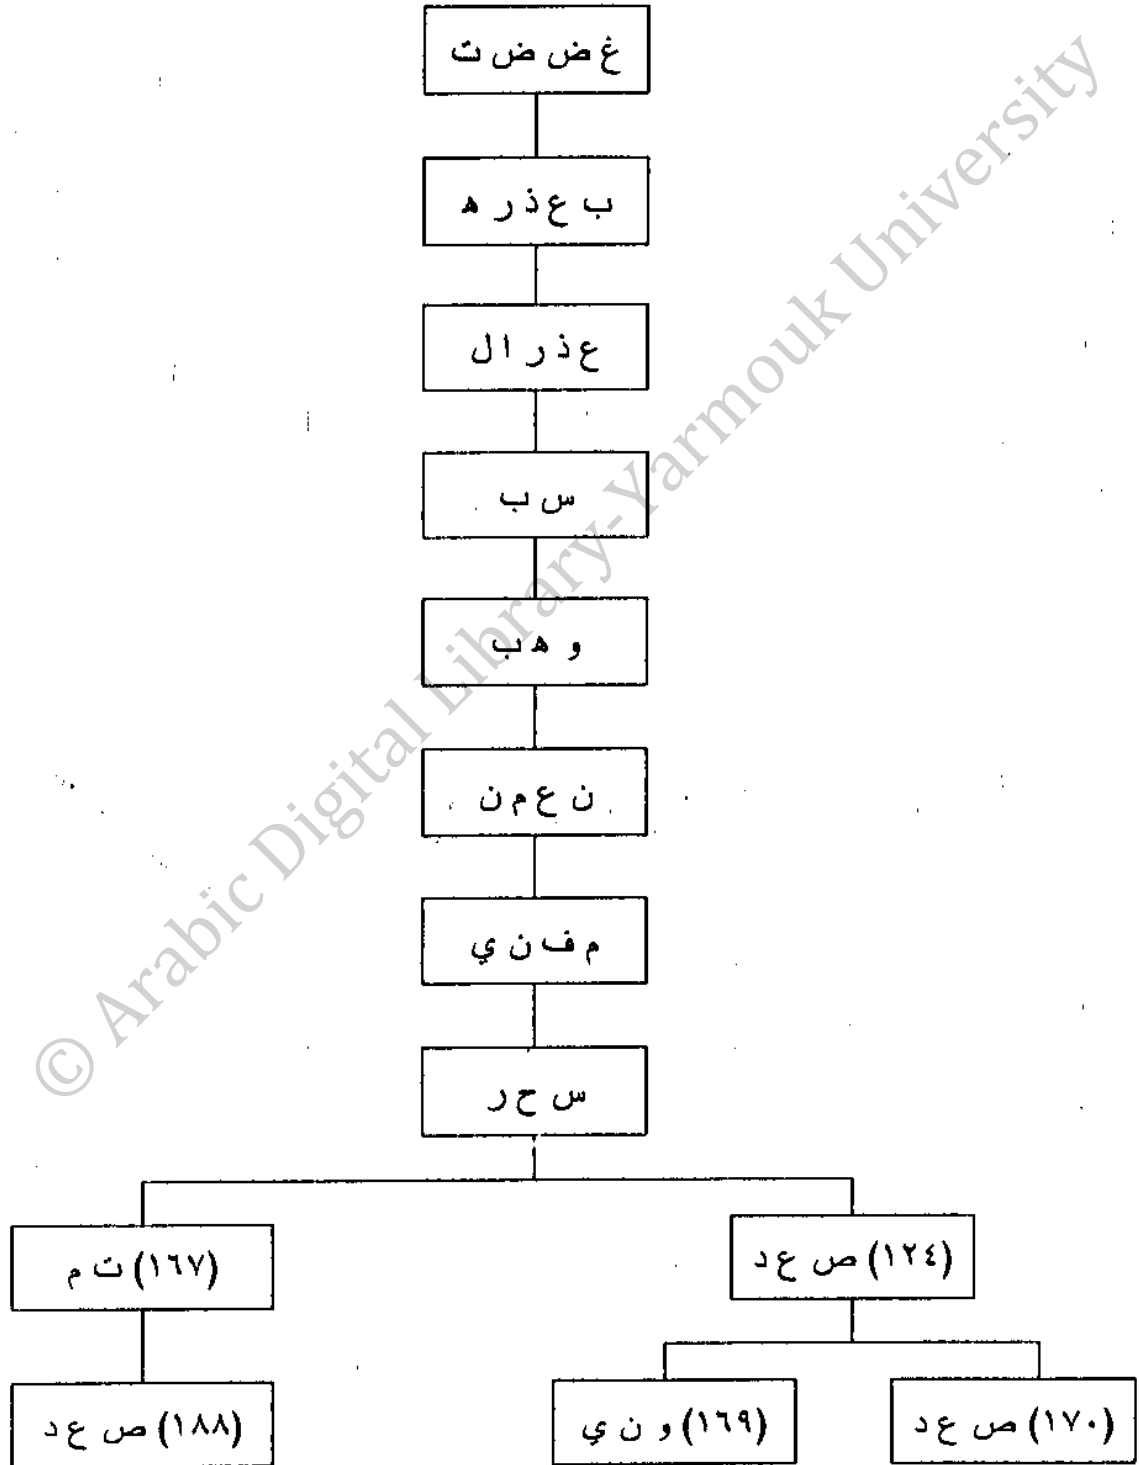 غ ض ض ت
ب ع ذ ر ه
ع ذ ر ا ل
س ب
و ه ب
ن ع م ن
م ف ن ي
س ح ر
(١٢٤) ص ع د
(١٦٧) ت م
(١٧٠) ص ع د
(١٦٩) و ن ي
(١٨٨) ص ع د
© Arabic Digital Library-Yarmouk University